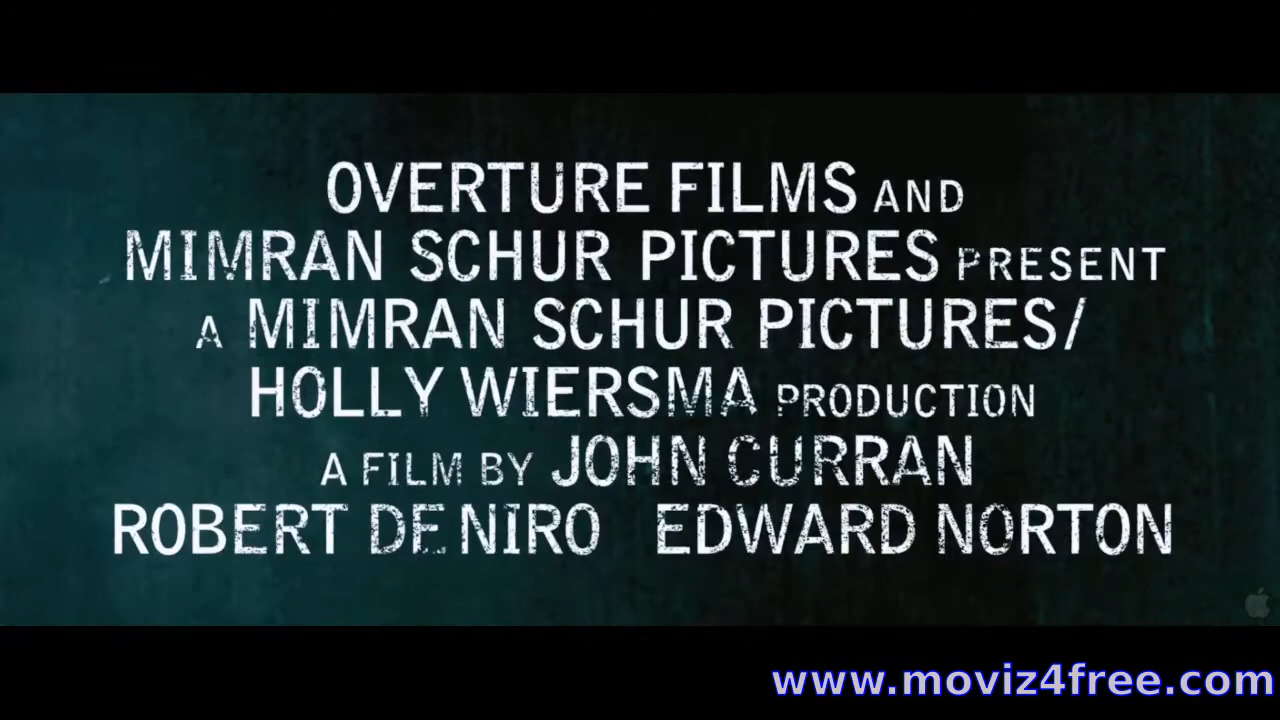 OVERTURE FILMS AND
MIMRAN SCHUR PICTURES PRESENT
A MIMRAN SCHUR PICTURES/
HOLLY WIERSMA PRODUCTION
A FILM BY JOHN CURRAN
ROBERT DE NIRO EDWARD NORTON
www.moviz4free.com